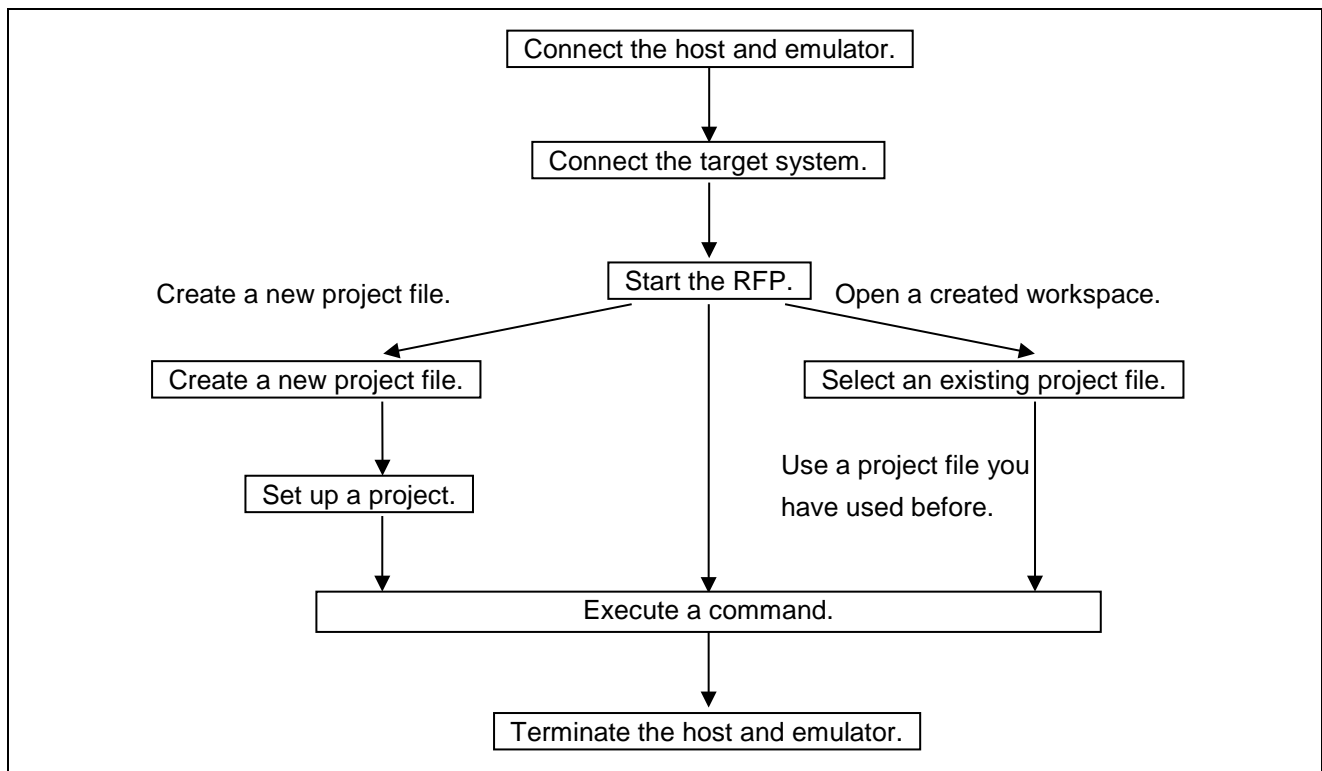 Connect the host and emulator.
Connect the target system.
Start the RFP.
Create a new project file.
Open a created workspace.
Create a new project file.
Select an existing project file.
Use a project file you
have used before.
Set up a project.
Execute a command.
Terminate the host and emulator.